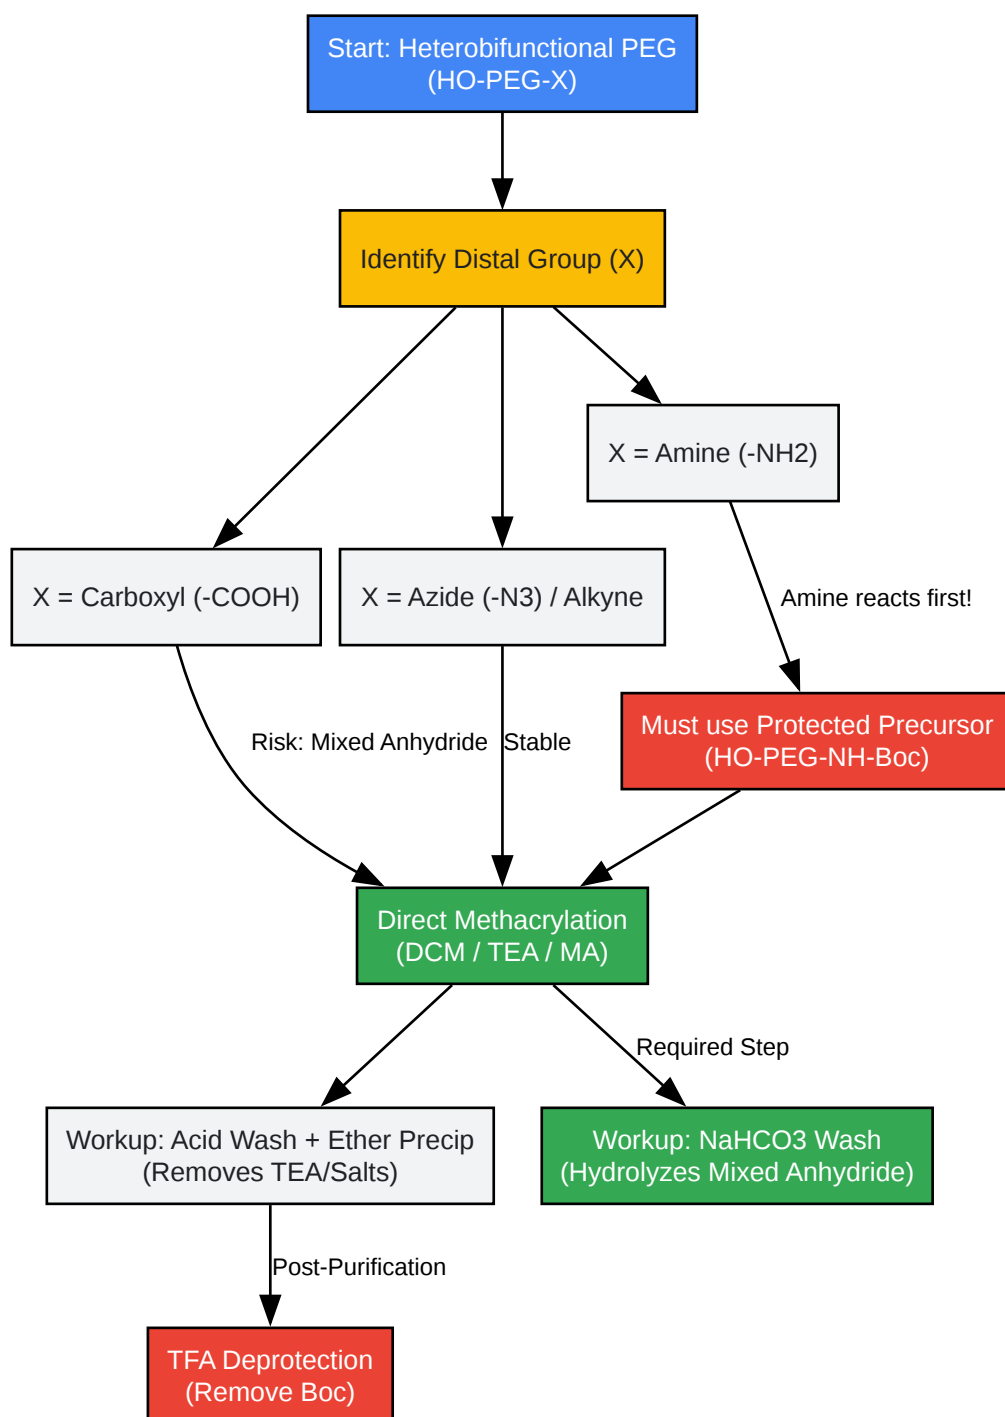 Start: Heterobifunctional PEG
(HO-PEG-X)
Identify Distal Group (X)
X = Amine (-NH2)
X = Carboxyl (-COOH)
X = Azide (-N3) / Alkyne
Amine reacts first!
Must use Protected Precursor
(HO-PEG-NH-Boc)
Risk: Mixed Anhydride
Stable
Direct Methacrylation
(DCM / TEA / MA)
Required Step
Workup: Acid Wash + Ether Precip
(Removes TEA/Salts)
Workup: NaHCO3 Wash
(Hydrolyzes Mixed Anhydride)
Post-Purification
TFA Deprotection
(Remove Boc)